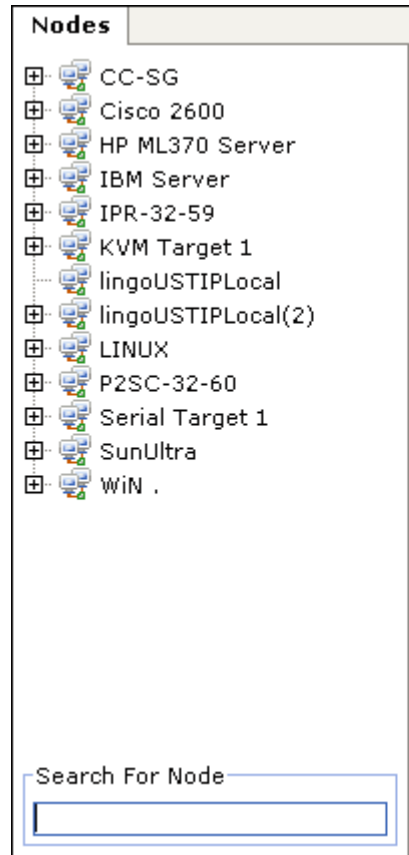 Nodes
CC-SG
Cisco 2600
HP ML370 Server
IBM Server
IPR-32-59
KVM Target 1
lingoUSTIPLocal
lingoUSTIPLocal(2)
LINUX
P2SC-32-60
Serial Target 1
SunUltra
WiN .
Search For Node